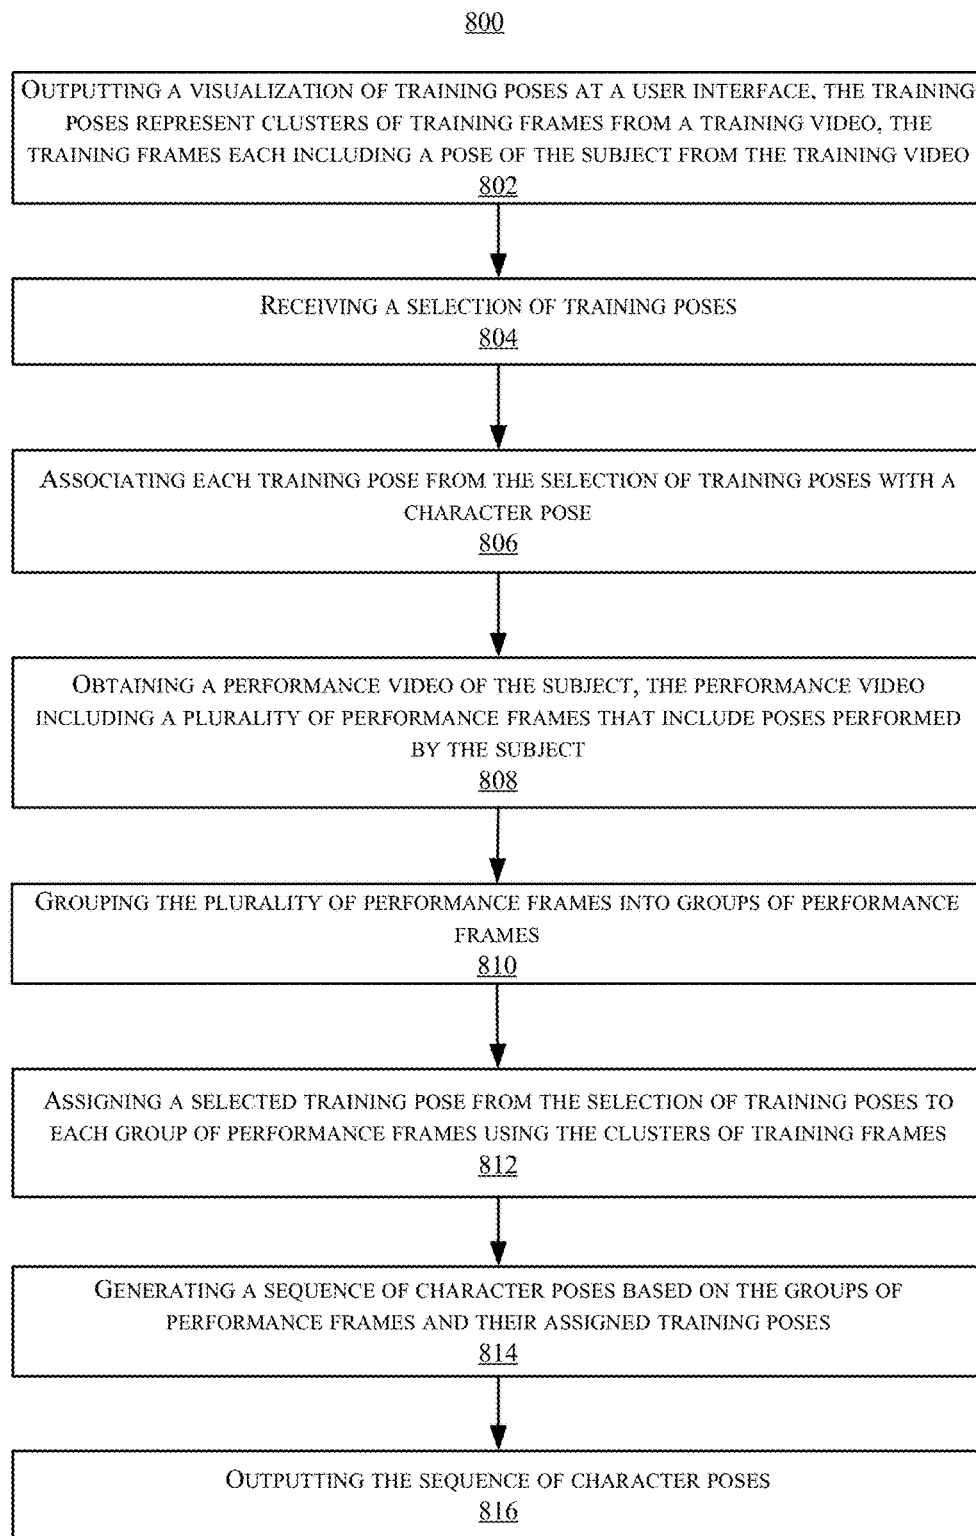 800
OUTPUTTING A VISUALIZATION OF TRAINING POSES AT A USER INTERFACE, THE TRAINING
POSES REPRESENT CLUSTERS OF TRAINING FRAMES FROM A TRAINING VIDEO, THE
TRAINING FRAMES EACH INCLUDING A POSE OF THE SUBJECT FROM THE TRAINING VIDEO
802
RECEIVING A SELECTION OF TRAINING POSES
804
ASSOCIATING EACH TRAINING POSE FROM THE SELECTION OF TRAINING POSES WITH A
CHARACTER POSE
806
OBTAINING A PERFORMANCE VIDEO OF THE SUBJECT, THE PERFORMANCE VIDEO
INCLUDING A PLURALITY OF PERFORMANCE FRAMES THAT INCLUDE POSES PERFORMED
BY THE SUBJECT
808
GROUPING THE PLURALITY OF PERFORMANCE FRAMES INTO GROUPS OF PERFORMANCE
FRAMES
810
ASSIGNING A SELECTED TRAINING POSE FROM THE SELECTION OF TRAINING POSES TO
EACH GROUP OF PERFORMANCE FRAMES USING THE CLUSTERS OF TRAINING FRAMES
812
GENERATING A SEQUENCE OF CHARACTER POSES BASED ON THE GROUPS OF
PERFORMANCE FRAMES AND THEIR ASSIGNED TRAINING POSES
814
OUTPUTTING THE SEQUENCE OF CHARACTER POSES
816